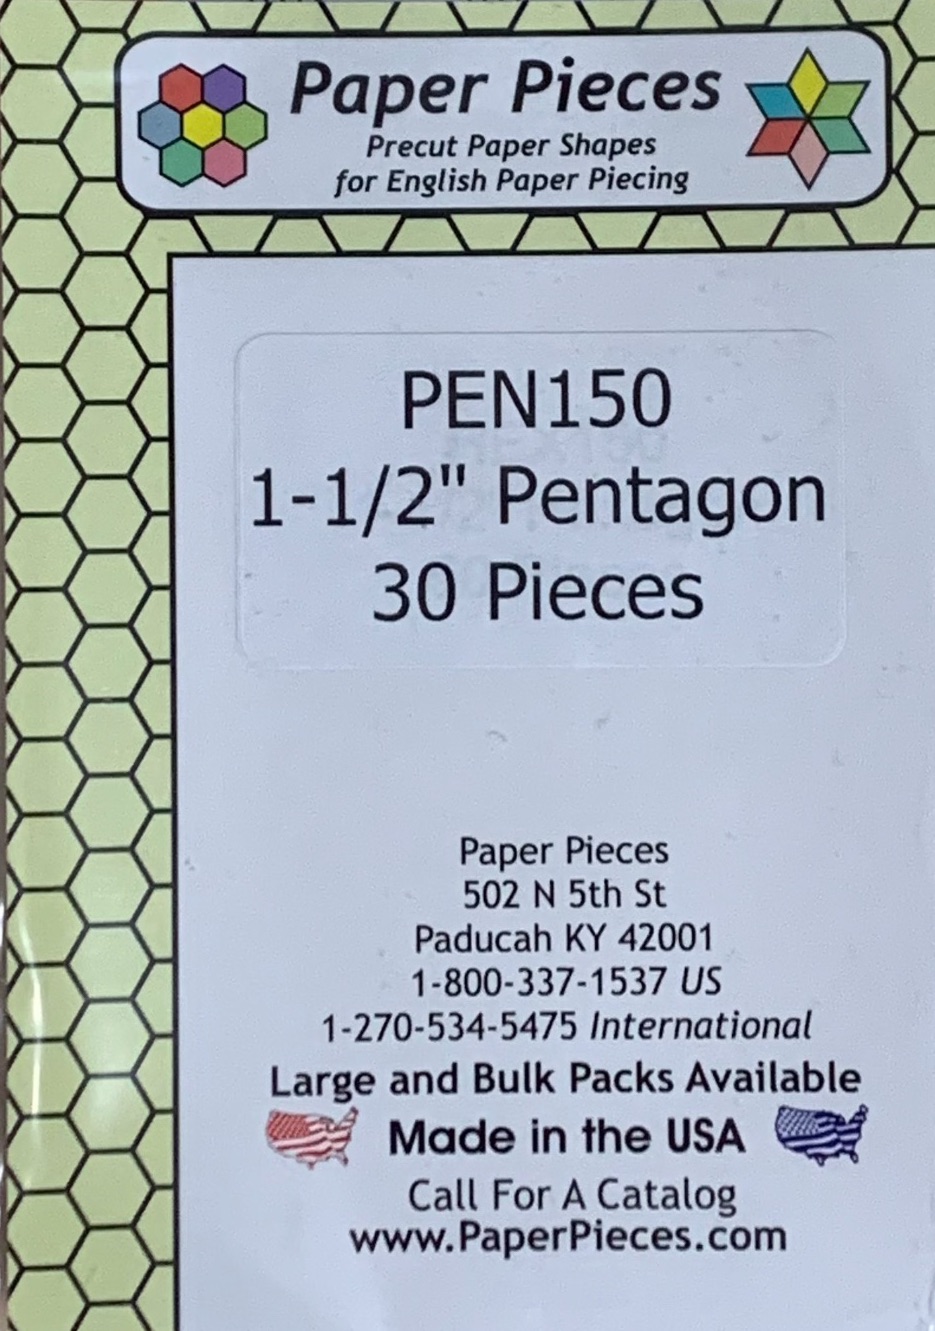 Paper Pieces
Precut Paper Shapes
for English Paper Piecing
PEN150
1-1/2" Pentagon
30 Pieces
Paper Pieces
502 N 5th St
Paducah KY 42001
1-800-337-1537 US
1-270-534-5475 International
Large and Bulk Packs Available
Made in the USA
Call For A Catalog
www.PaperPieces.com